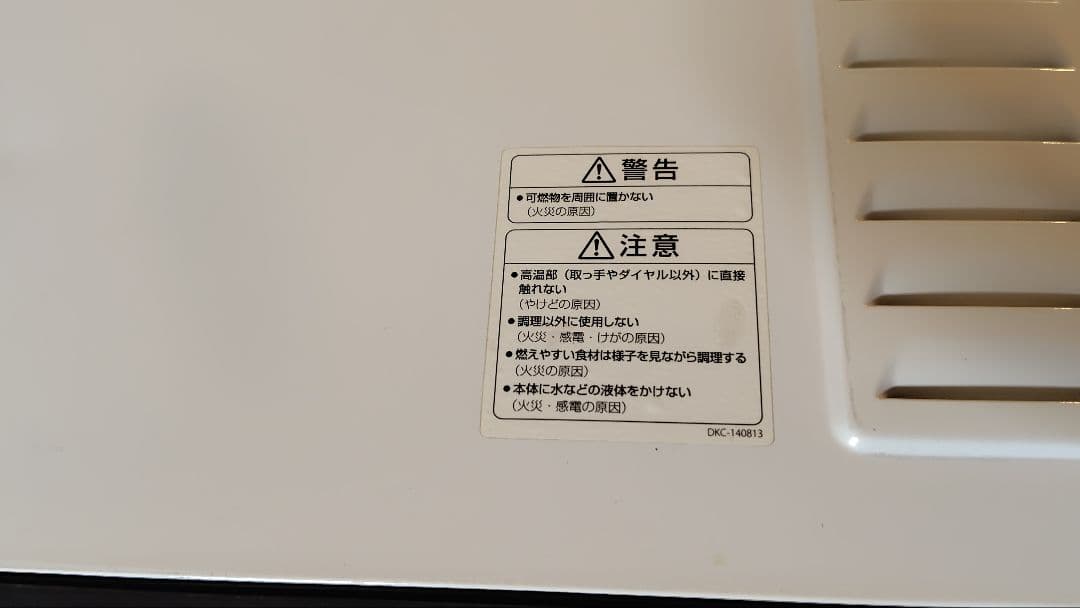 警告
●可燃物を周囲に置かない
(火災の原因)
注意
●高温部(取っ手やダイヤル以外)に直接
触れない
(やけどの原因)
●調理以外に使用しない
(火災・感電・けがの原因)
●燃えやすい食材は様子を見ながら調理する
(火災の原因)
●本体に水などの液体をかけない
(火災・感電の原因)
DKC-140813